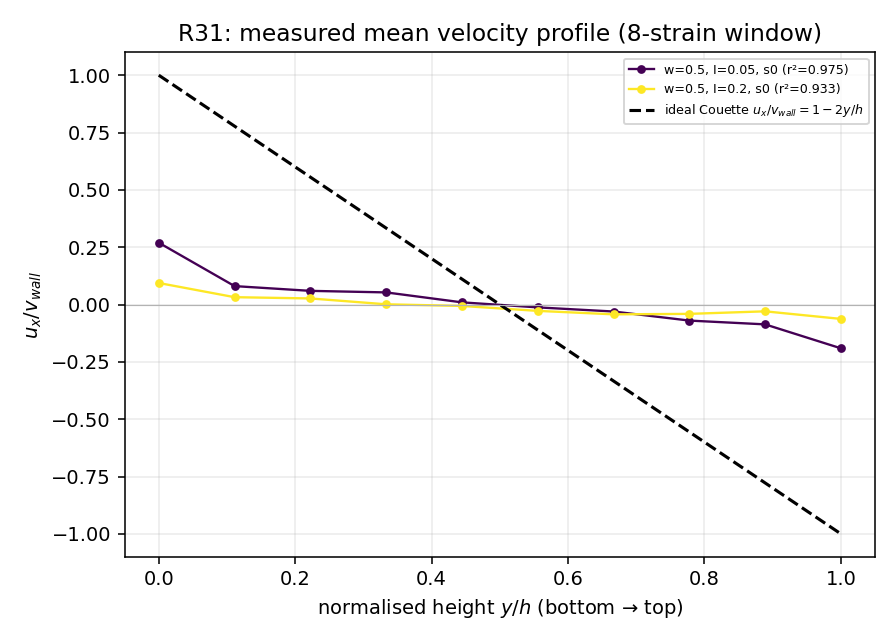 R31: measured mean velocity profile (8-strain window)
w=0.5, I=0.05, s0 (r²=0.975)
w=0.5, I=0.2, s0 (r²=0.933)
ideal Couette u_x/v_wall = 1 − 2y/h
1.00
0.75
0.50
0.25
0.00
−0.25
−0.50
−0.75
−1.00
u_x/v_wall
0.0 0.2 0.4 0.6 0.8 1.0
normalised height y/h (bottom → top)